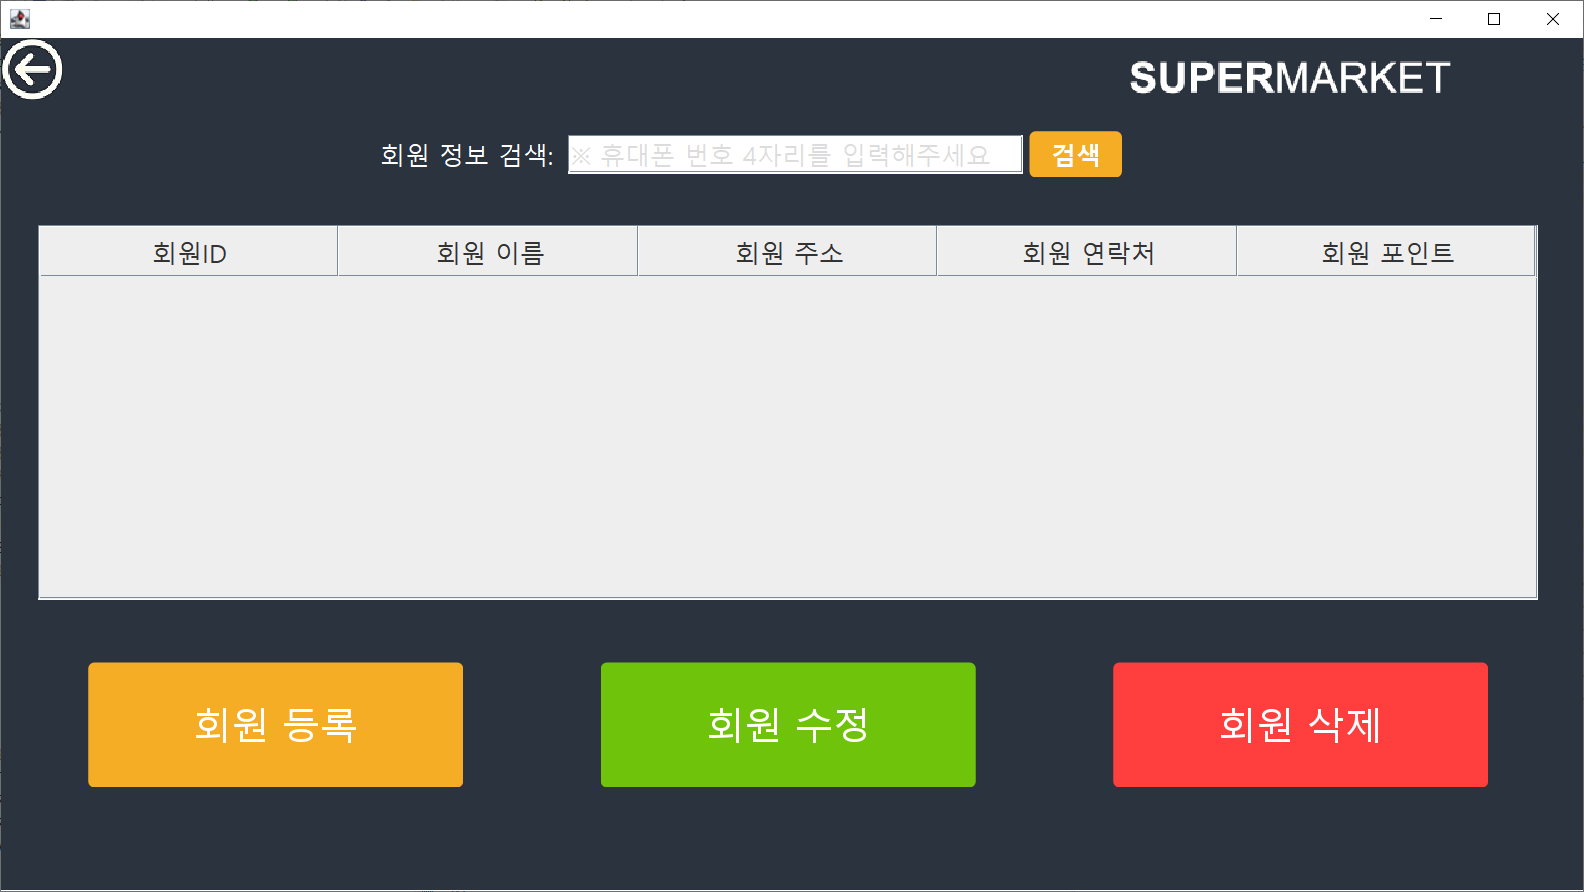 SUPERMARKET
회원 정보 검색: ※ 휴대폰 번호 4자리를 입력해주세요 검색
회원ID 회원 이름 회원 주소 회원 연락처 회원 포인트
회원 등록 회원 수정 회원 삭제